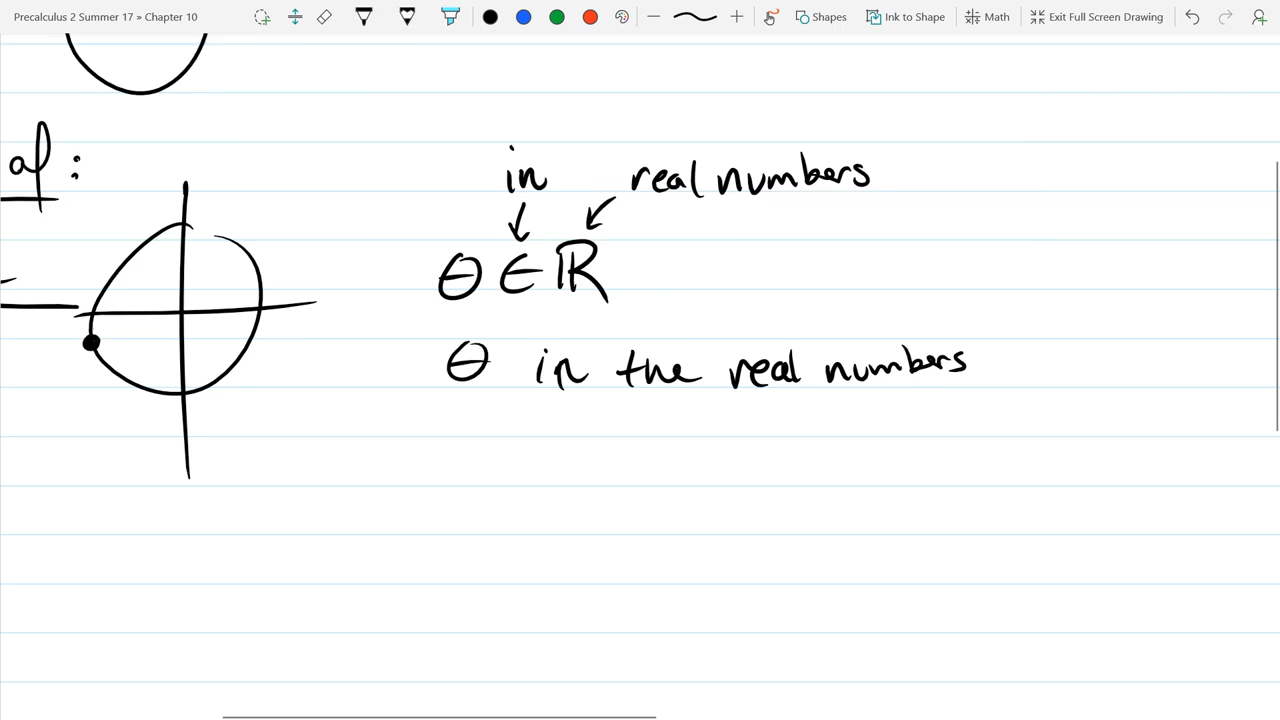 Precalculus 2 Summer 17 » Chapter 10
Shapes
Ink to Shape
Math
Exit Full Screen Drawing
al:
in real numbers
θ ∈ ℝ
θ in the real numbers